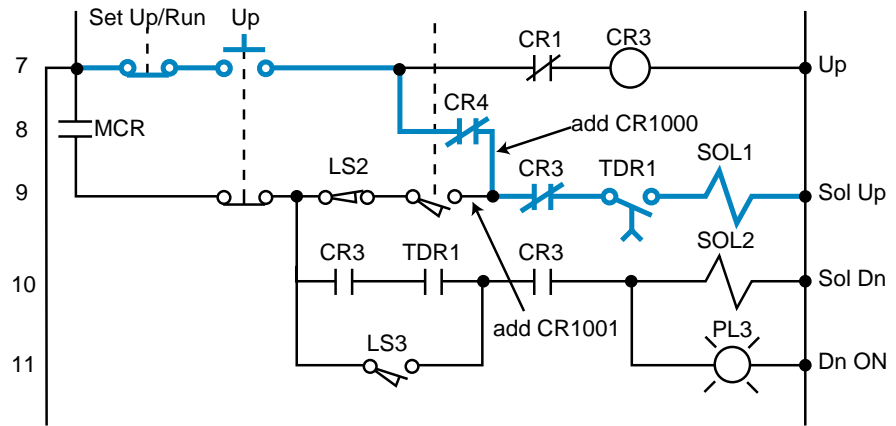 Set Up/Run Up
7 CR1 CR3 Up
8 MCR CR4 add CR1000
9 LS2 CR3 TDR1 SOL1 Sol Up
10 CR3 TDR1 CR3 SOL2 Sol Dn
add CR1001
11 LS3 PL3 Dn ON